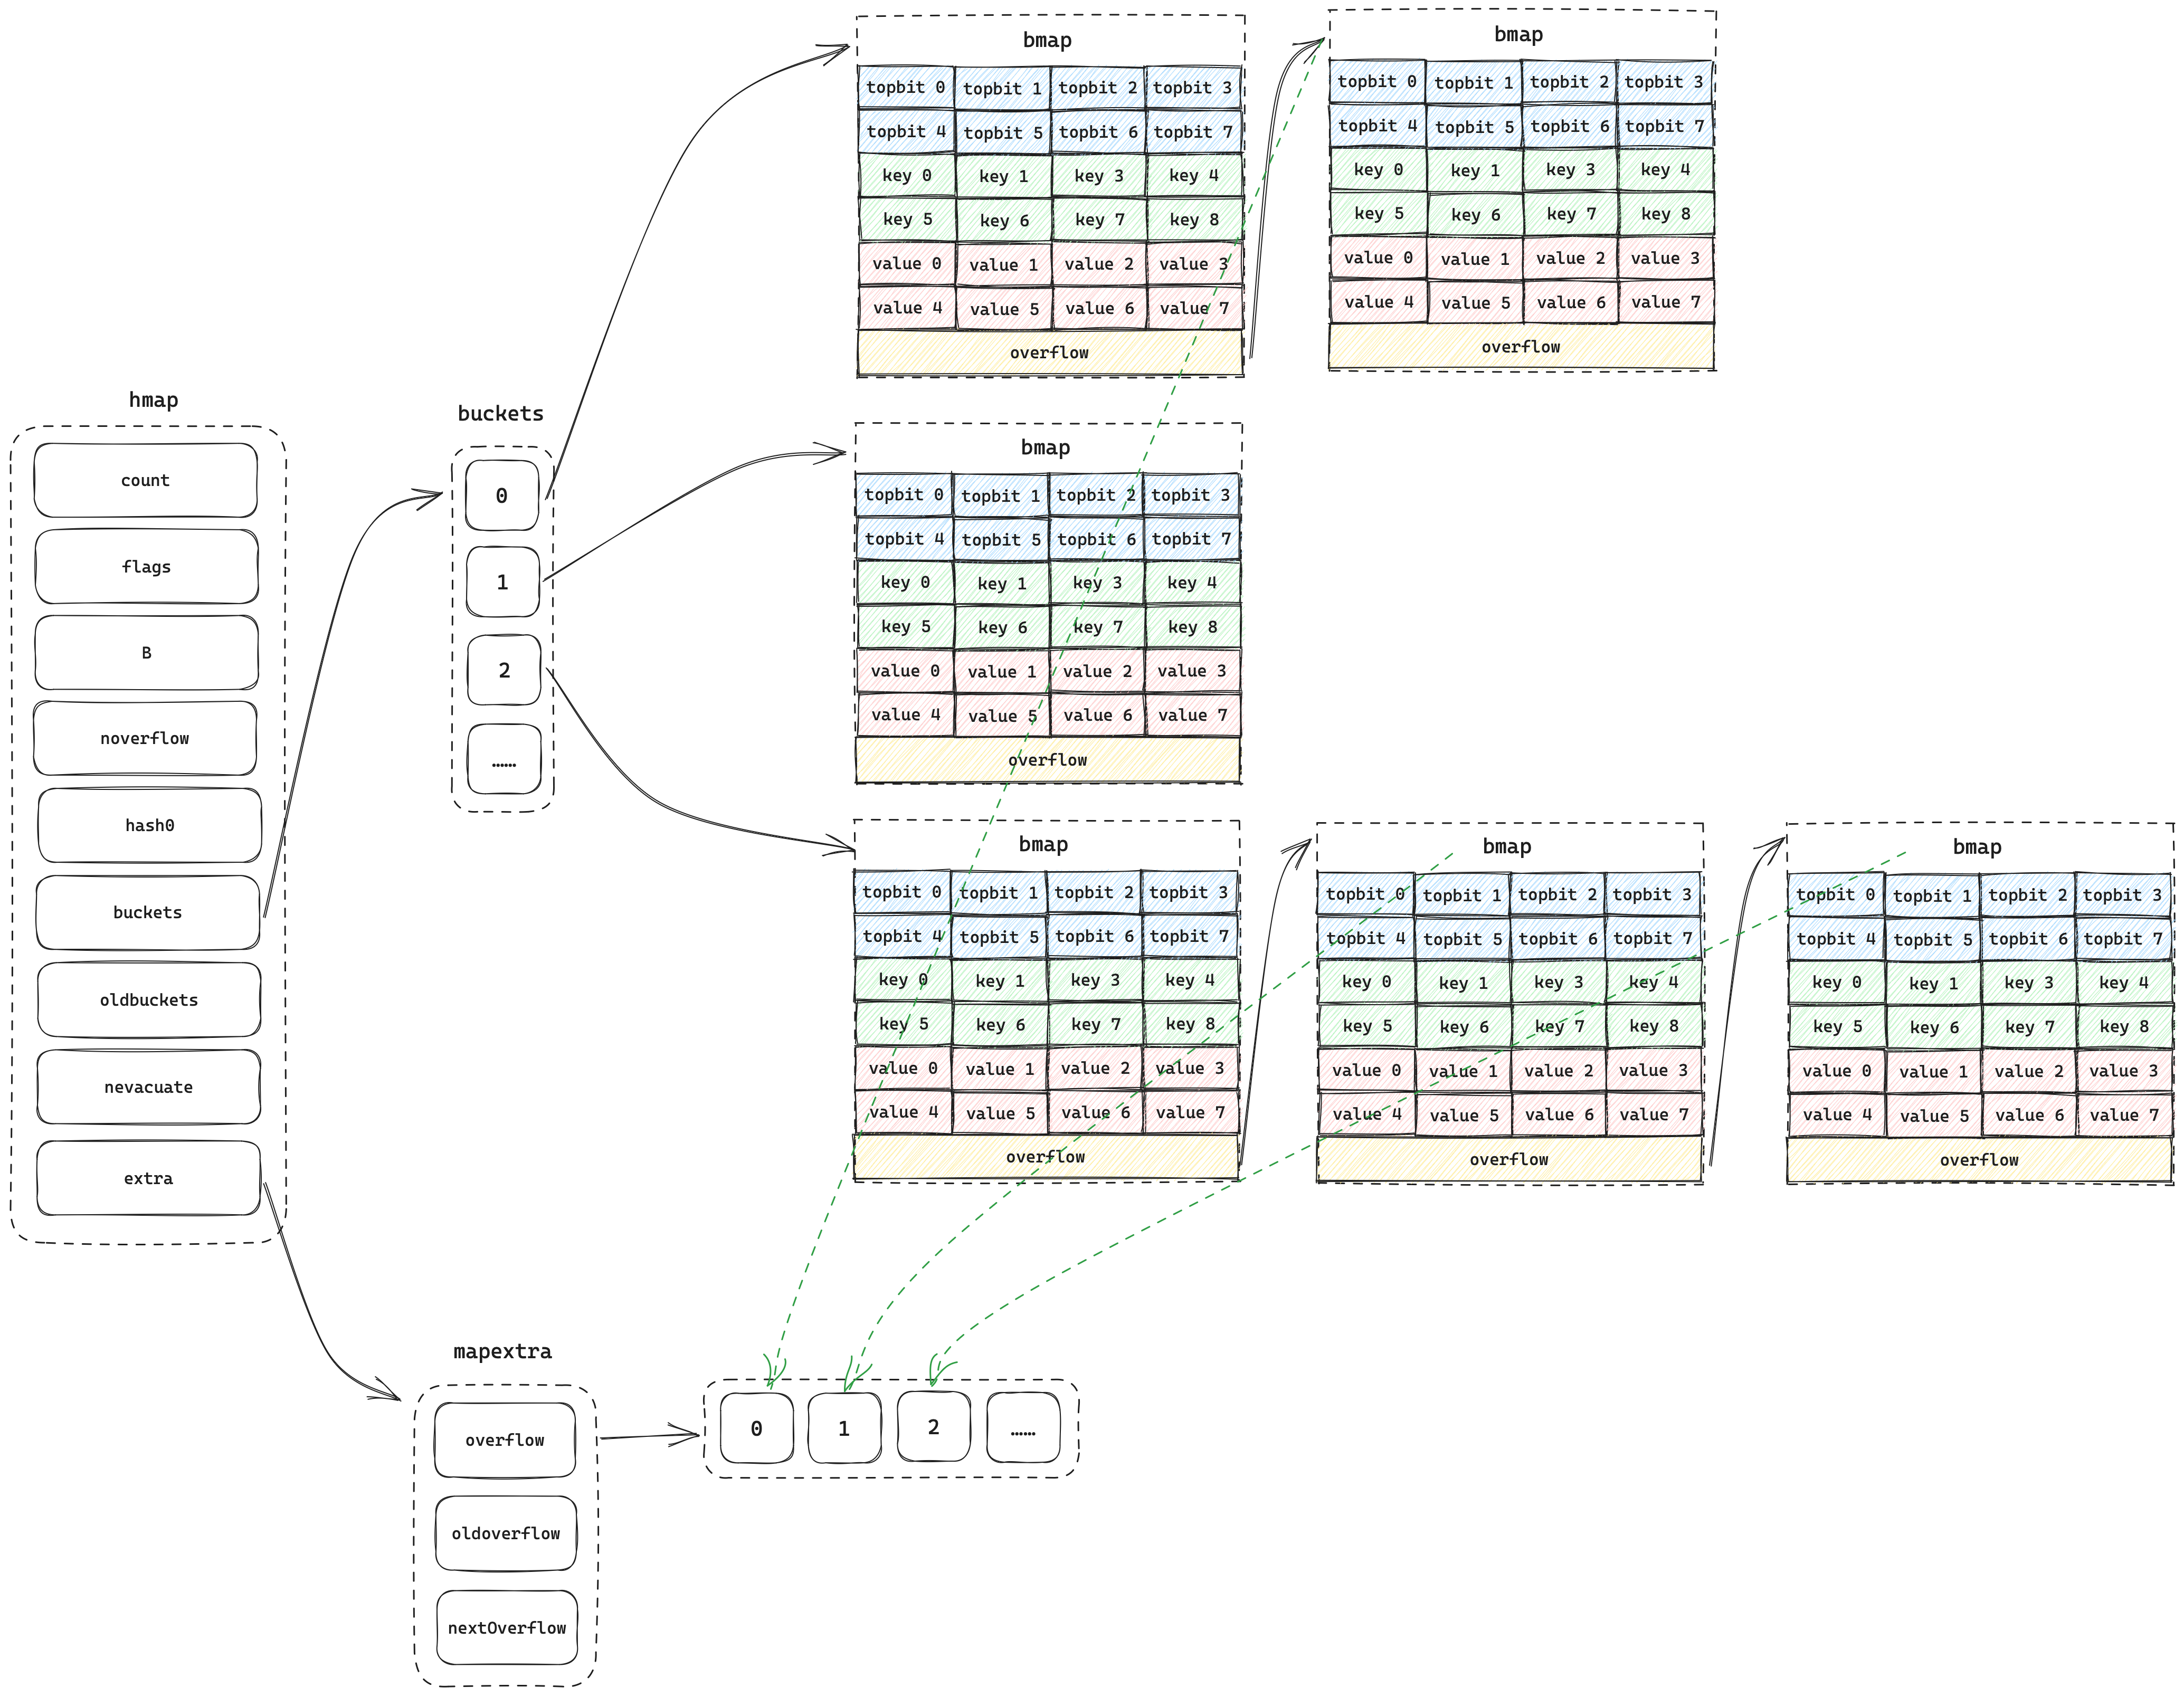 hmap
count
flags
B
noverflow
hash0
buckets
oldbuckets
nevacuate
extra
buckets
0
1
2
......
bmap
topbit 0 topbit 1 topbit 2 topbit 3
topbit 4 topbit 5 topbit 6 topbit 7
key 0 key 1 key 3 key 4
key 5 key 6 key 7 key 8
value 0 value 1 value 2 value 3
value 4 value 5 value 6 value 7
overflow
bmap
topbit 0 topbit 1 topbit 2 topbit 3
topbit 4 topbit 5 topbit 6 topbit 7
key 0 key 1 key 3 key 4
key 5 key 6 key 7 key 8
value 0 value 1 value 2 value 3
value 4 value 5 value 6 value 7
overflow
bmap
topbit 0 topbit 1 topbit 2 topbit 3
topbit 4 topbit 5 topbit 6 topbit 7
key 0 key 1 key 3 key 4
key 5 key 6 key 7 key 8
value 0 value 1 value 2 value 3
value 4 value 5 value 6 value 7
overflow
bmap
topbit 0 topbit 1 topbit 2 topbit 3
topbit 4 topbit 5 topbit 6 topbit 7
key 0 key 1 key 3 key 4
key 5 key 6 key 7 key 8
value 0 value 1 value 2 value 3
value 4 value 5 value 6 value 7
overflow
bmap
topbit 0 topbit 1 topbit 2 topbit 3
topbit 4 topbit 5 topbit 6 topbit 7
key 0 key 1 key 3 key 4
key 5 key 6 key 7 key 8
value 0 value 1 value 2 value 3
value 4 value 5 value 6 value 7
overflow
bmap
topbit 0 topbit 1 topbit 2 topbit 3
topbit 4 topbit 5 topbit 6 topbit 7
key 0 key 1 key 3 key 4
key 5 key 6 key 7 key 8
value 0 value 1 value 2 value 3
value 4 value 5 value 6 value 7
overflow
mapextra
overflow
oldoverflow
nextOverflow
0 1 2 ......